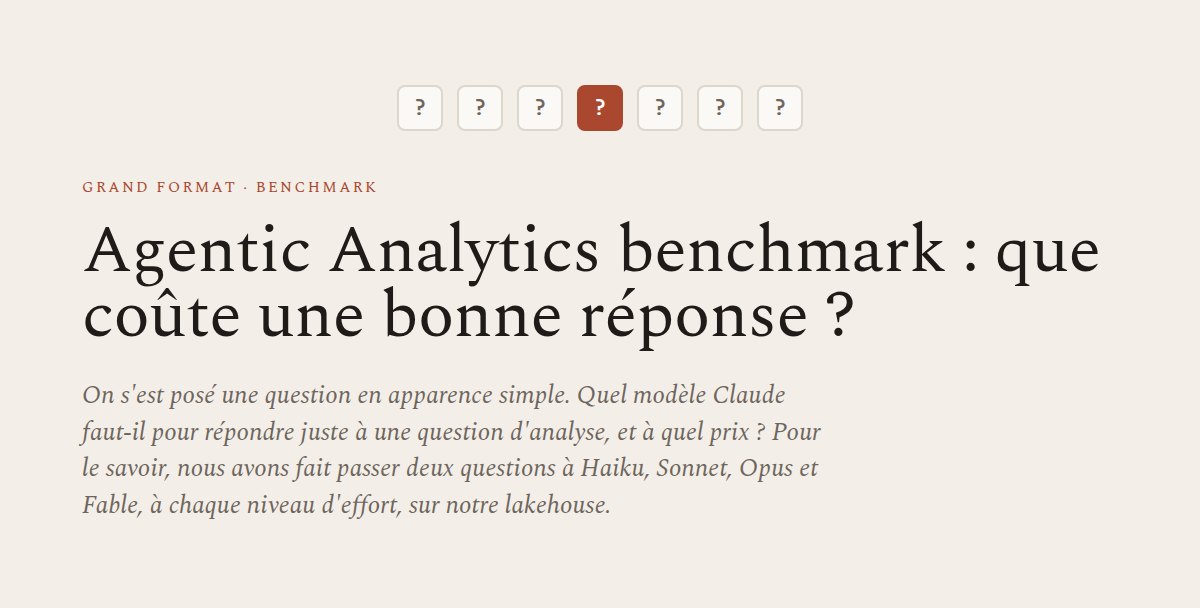 ? ? ? ? ? ? ?
GRAND FORMAT · BENCHMARK
Agentic Analytics benchmark : que
coûte une bonne réponse ?
On s'est posé une question en apparence simple. Quel modèle Claude
faut-il pour répondre juste à une question d'analyse, et à quel prix ? Pour
le savoir, nous avons fait passer deux questions à Haiku, Sonnet, Opus et
Fable, à chaque niveau d'effort, sur notre lakehouse.